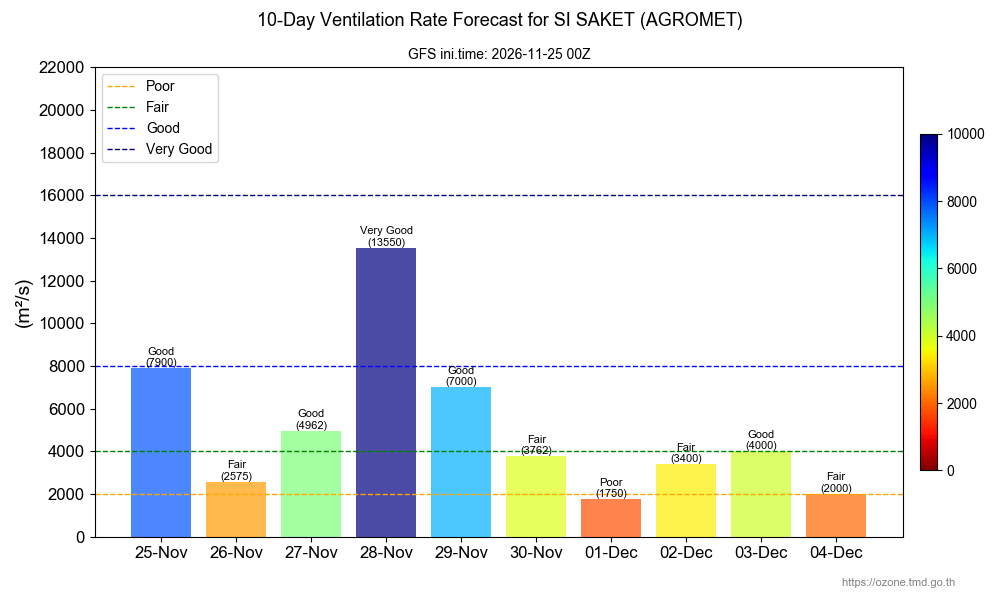 10-Day Ventilation Rate Forecast for SI SAKET (AGROMET)
GFS ini.time: 2026-11-25 00Z
Poor
Fair
Good
Very Good
(m²/s)
22000
20000
18000
16000
14000
12000
10000
8000
6000
4000
2000
0
Good
(7900)
Fair
(2575)
Good
(4962)
Very Good
(13550)
Good
(7000)
Fair
(3762)
Poor
(1750)
Fair
(3400)
Good
(4000)
Fair
(2000)
25-Nov 26-Nov 27-Nov 28-Nov 29-Nov 30-Nov 01-Dec 02-Dec 03-Dec 04-Dec
10000
8000
6000
4000
2000
0
https://ozone.tmd.go.th